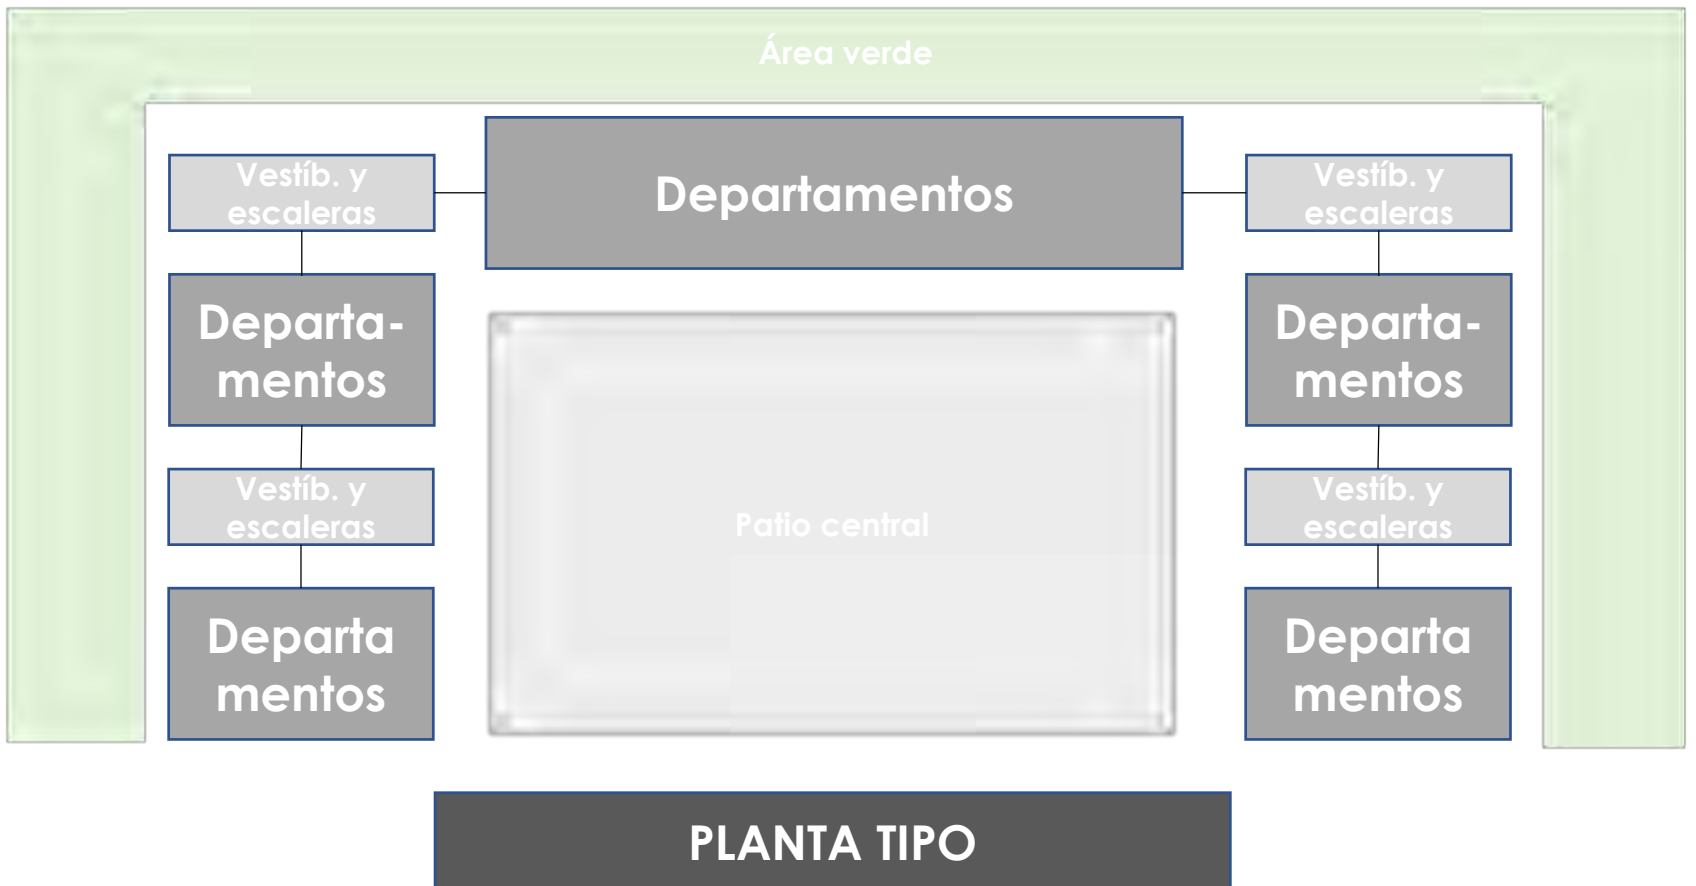 Área verde
Departamentos
Vestíb. y
escaleras
Vestíb. y
escaleras
Departa-
mentos
Departa-
mentos
Vestíb. y
escaleras
Patio central
Vestíb. y
escaleras
Departa
mentos
Departa
mentos
PLANTA TIPO